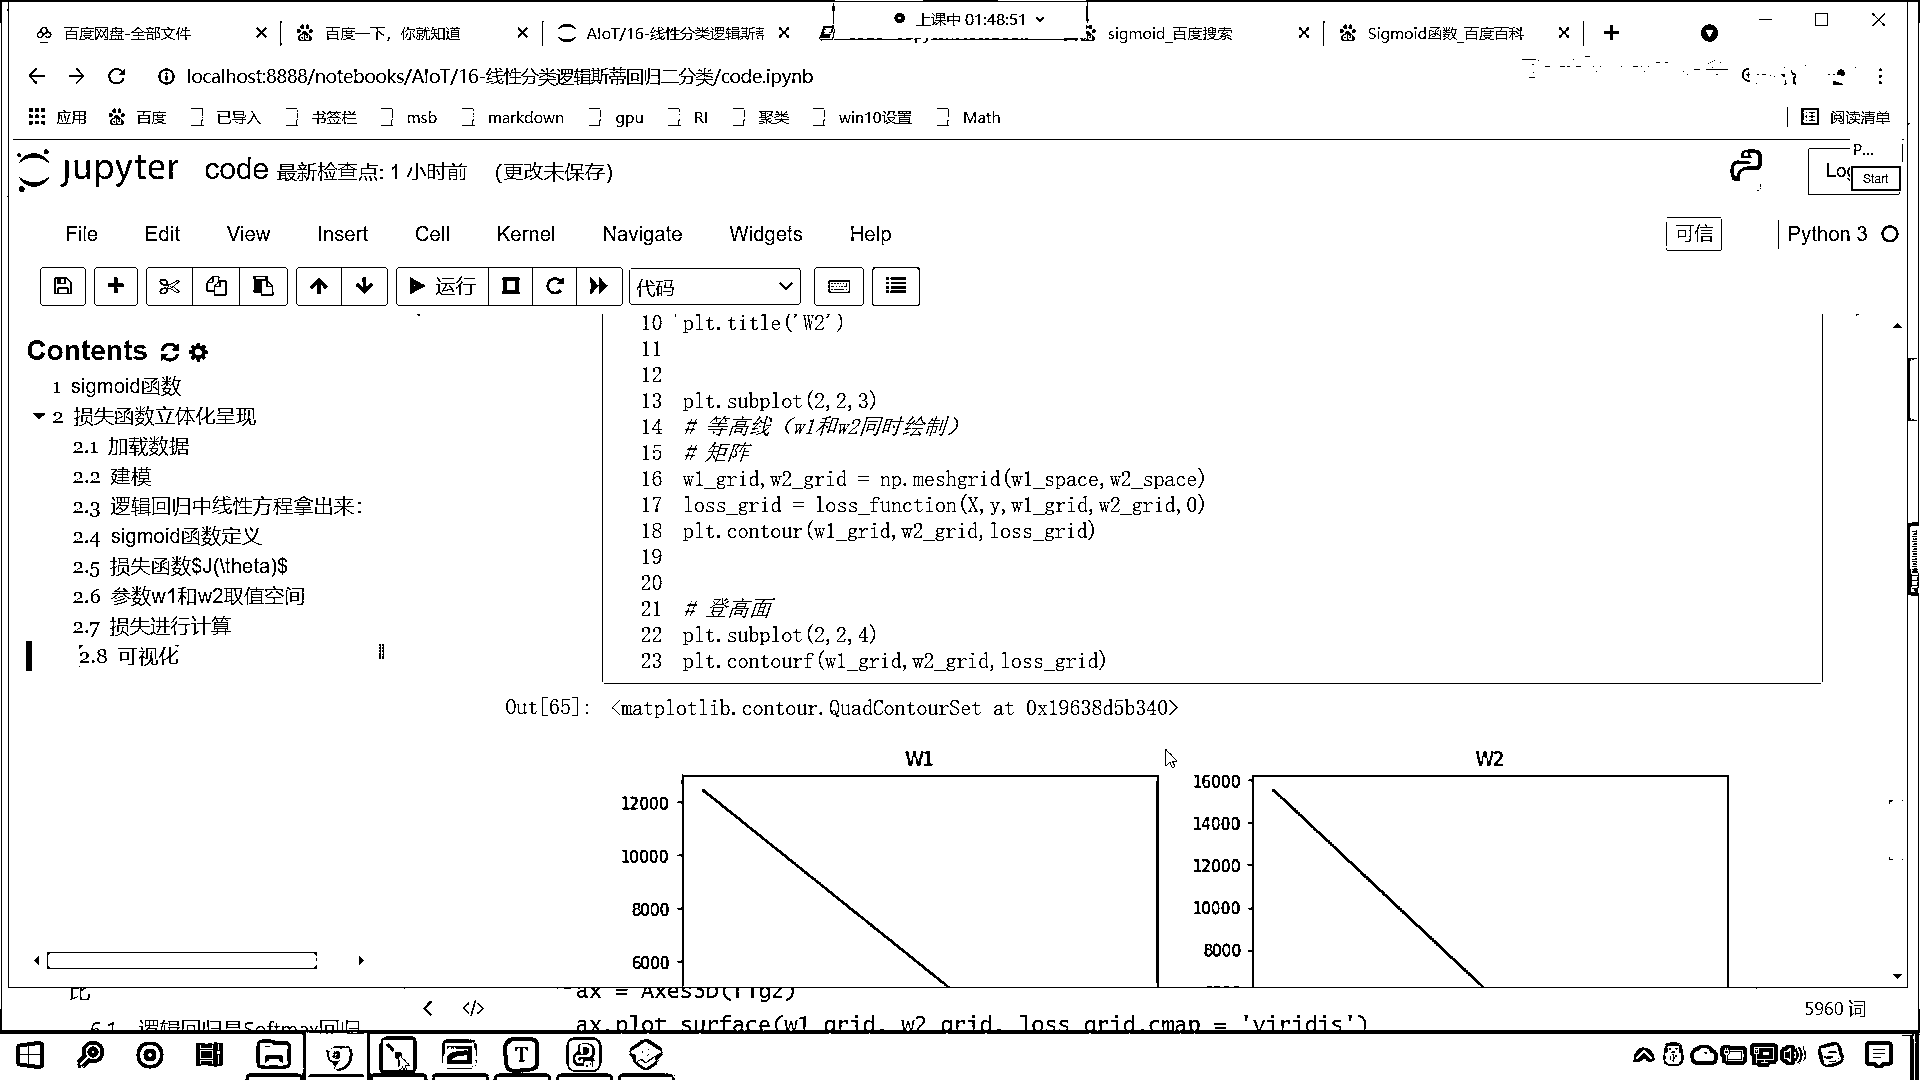 上课中 01:48:51
百度网盘-全部文件
百度一下，你就知道
AIoT/16-线性分类逻辑斯蒂
sigmoid_百度搜索
Sigmoid函数_百度百科
localhost:8888/notebooks/AIoT/16-线性分类逻辑斯蒂回归二分类/code.ipynb
应用 百度 已导入 书签栏 msb markdown gpu RI 聚类 win10设置 Math 阅读清单
jupyter code 最新检查点: 1 小时前 (更改未保存)
P...
Start
File Edit View Insert Cell Kernel Navigate Widgets Help 可信 Python 3
运行 代码
Contents
1 sigmoid函数
2 损失函数立体化呈现
2.1 加载数据
2.2 建模
2.3 逻辑回归中线性方程拿出来：
2.4 sigmoid函数定义
2.5 损失函数$J(\theta)$
2.6 参数w1和w2取值空间
2.7 损失进行计算
2.8 可视化
10 plt.title('W2')
11
12
13 plt.subplot(2,2,3)
14 # 等高线（w1和w2同时绘制）
15 # 矩阵
16 w1_grid,w2_grid = np.meshgrid(w1_space,w2_space)
17 loss_grid = loss_function(X,y,w1_grid,w2_grid,0)
18 plt.contour(w1_grid,w2_grid,loss_grid)
19
20
21 # 登高面
22 plt.subplot(2,2,4)
23 plt.contourf(w1_grid,w2_grid,loss_grid)
Out[65]: <matplotlib.contour.QuadContourSet at 0x19638d5b340>
W1
12000
10000
8000
6000
W2
16000
14000
12000
10000
8000
ax = Axes3D(fig2)
ax.plot_surface(w1_grid, w2_grid, loss_grid,cmap = 'viridis')
6.1 逻辑回归是Softmax回归
5960 词